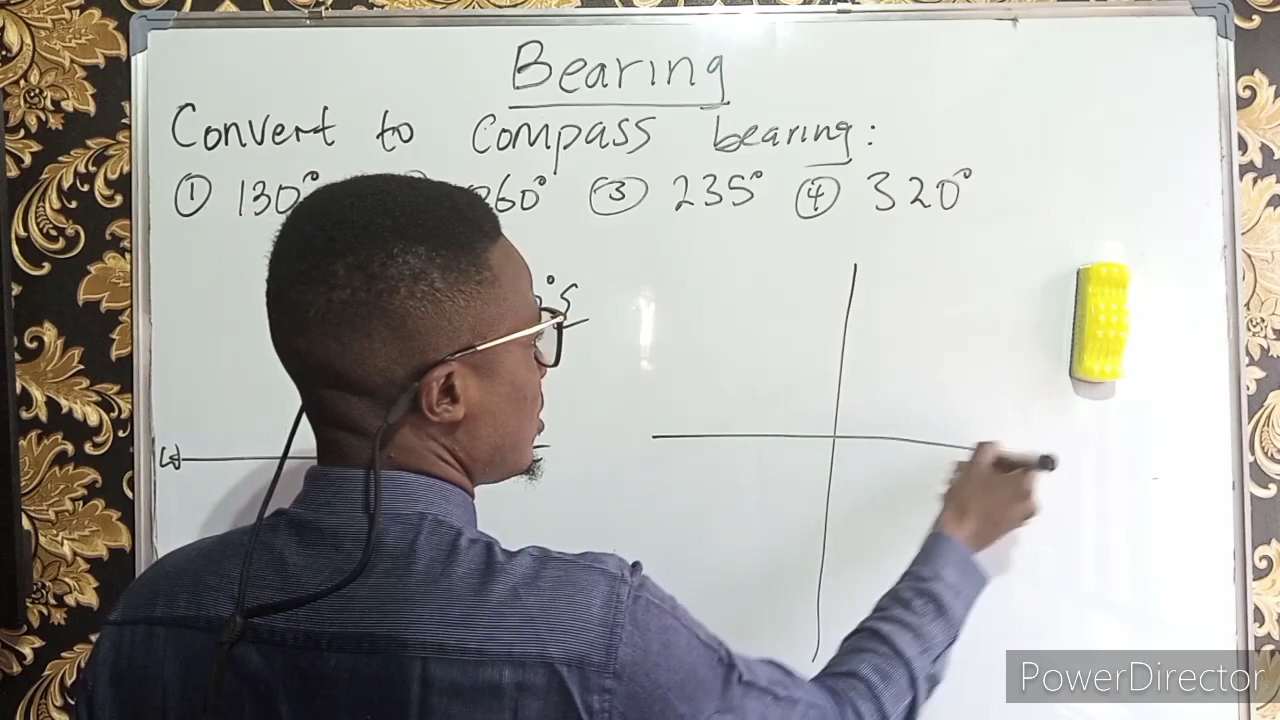 Bearing
Convert to Compass bearing:
① 130° 260° ③ 235° ④ 320°
°S
W
PowerDirector